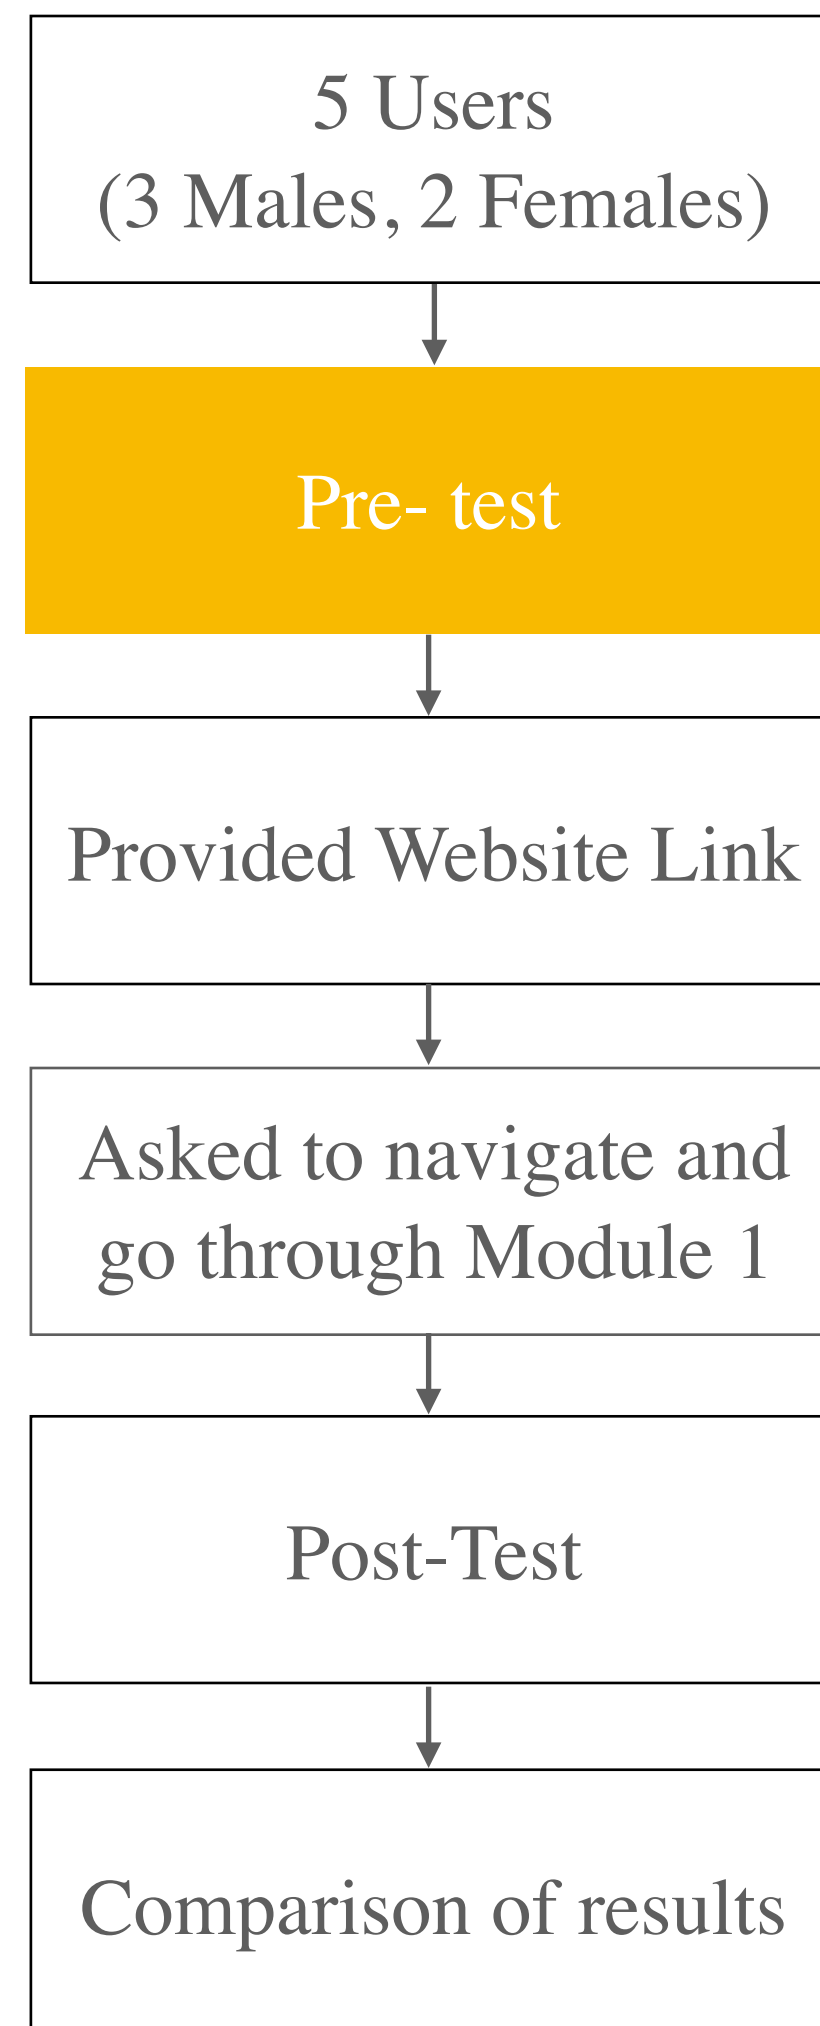 5 Users
(3 Males, 2 Females)
Pre- test
Provided Website Link
Asked to navigate and
go through Module 1
Post-Test
Comparison of results